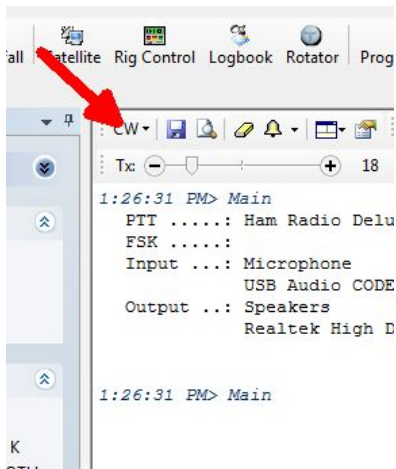 all Satellite Rig Control Logbook Rotator Prog
CW
Tx: 18
1:26:31 PM> Main
PTT .....: Ham Radio Delu
FSK .....:
Input ...: Microphone
USB Audio CODE
Output ..: Speakers
Realtek High D
1:26:31 PM> Main
K